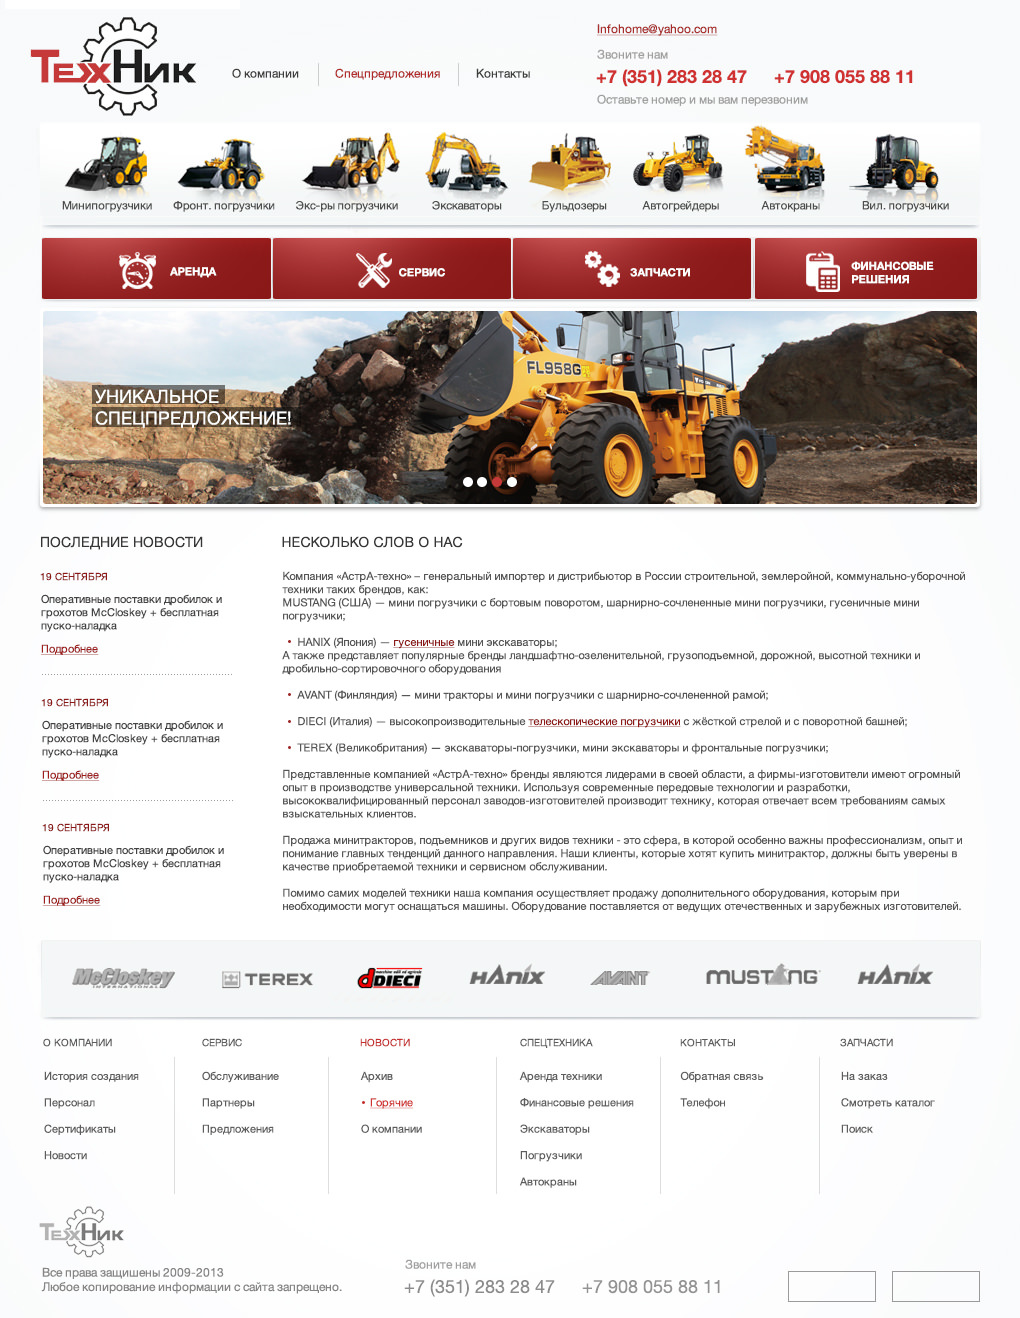 ТеххНик
О компании
Спецпредложения
Контакты
Infohome@yahoo.com
Звоните нам
+7 (351) 283 28 47 +7 908 055 88 11
Оставьте номер и мы вам перезвоним
Минипогрузчики
Фронт. погрузчики
Экс-ры погрузчики
Экскаваторы
Бульдозеры
Автогрейдеры
Автокраны
Вил. погрузчики
АРЕНДА
СЕРВИС
ЗАПЧАСТИ
ФИНАНСОВЫЕ
РЕШЕНИЯ
FL958G
УНИКАЛЬНОЕ
СПЕЦПРЕДЛОЖЕНИЕ!
ПОСЛЕДНИЕ НОВОСТИ
19 СЕНТЯБРЯ
Оперативные поставки дробилок и
грохотов McCloskey + бесплатная
пуско-наладка
Подробнее
19 СЕНТЯБРЯ
Оперативные поставки дробилок и
грохотов McCloskey + бесплатная
пуско-наладка
Подробнее
19 СЕНТЯБРЯ
Оперативные поставки дробилок и
грохотов McCloskey + бесплатная
пуско-наладка
Подробнее
НЕСКОЛЬКО СЛОВ О НАС
Компания «АстрА-техно» – генеральный импортер и дистрибьютор в России строительной, землеройной, коммунально-уборочной
техники таких брендов, как:
MUSTANG (США) — мини погрузчики с бортовым поворотом, шарнирно-сочлененные мини погрузчики, гусеничные мини
погрузчики;
• HANIX (Япония) — гусеничные мини экскаваторы;
А также представляет популярные бренды ландшафтно-озеленительной, грузоподъемной, дорожной, высотной техники и
дробильно-сортировочного оборудования
• AVANT (Финляндия) — мини тракторы и мини погрузчики с шарнирно-сочлененной рамой;
• DIECI (Италия) — высокопроизводительные телескопические погрузчики с жёсткой стрелой и с поворотной башней;
• TEREX (Великобритания) — экскаваторы-погрузчики, мини экскаваторы и фронтальные погрузчики;
Представленные компанией «АстрА-техно» бренды являются лидерами в своей области, а фирмы-изготовители имеют огромный
опыт в производстве универсальной техники. Используя современные передовые технологии и разработки,
высококвалифицированный персонал заводов-изготовителей производит технику, которая отвечает всем требованиям самых
взыскательных клиентов.
Продажа минитракторов, подъемников и других видов техники - это сфера, в которой особенно важны профессионализм, опыт и
понимание главных тенденций данного направления. Наши клиенты, которые хотят купить минитрактор, должны быть уверены в
качестве приобретаемой техники и сервисном обслуживании.
Помимо самих моделей техники наша компания осуществляет продажу дополнительного оборудования, которым при
необходимости могут оснащаться машины. Оборудование поставляется от ведущих отечественных и зарубежных изготовителей.
McCloskey
INTERNATIONAL
TEREX
DIECI
HANIX
AVANT
MUSTANG
HANIX
О КОМПАНИИ
История создания
Персонал
Сертификаты
Новости
СЕРВИС
Обслуживание
Партнеры
Предложения
НОВОСТИ
Архив
• Горячие
О компании
СПЕЦТЕХНИКА
Аренда техники
Финансовые решения
Экскаваторы
Погрузчики
Автокраны
КОНТАКТЫ
Обратная связь
Телефон
ЗАПЧАСТИ
На заказ
Смотреть каталог
Поиск
ТеххНик
Все права защишены 2009-2013
Любое копирование информации с сайта запрещено.
Звоните нам
+7 (351) 283 28 47 +7 908 055 88 11